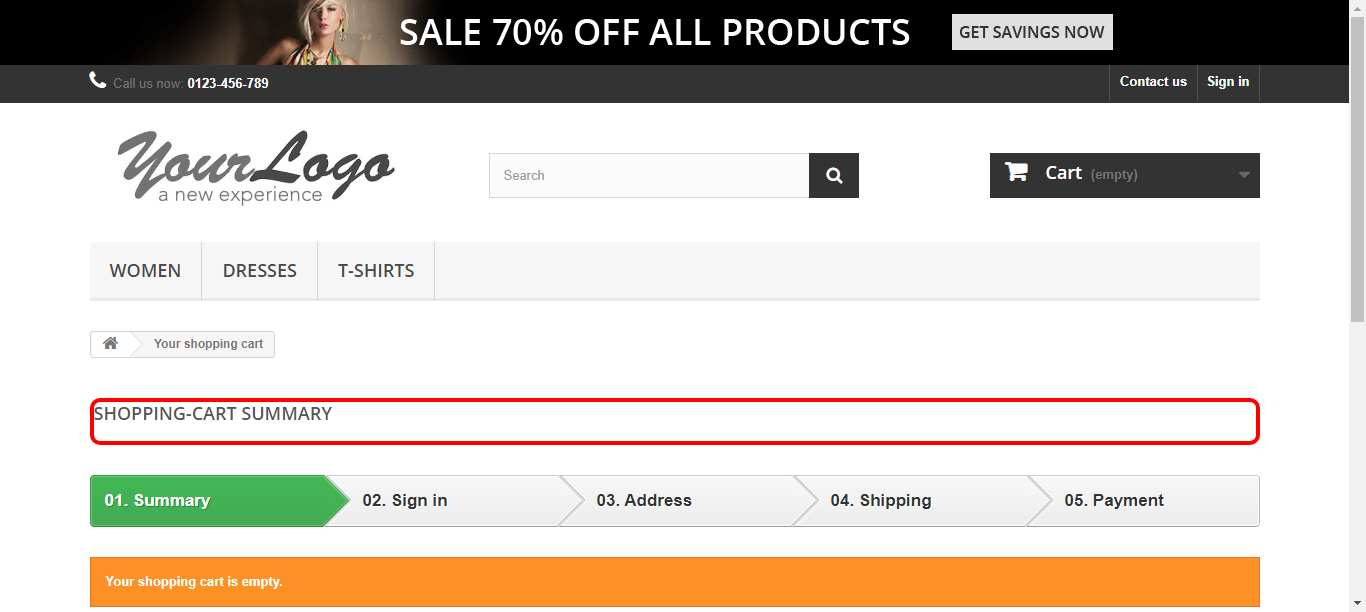 SALE 70% OFF ALL PRODUCTS
GET SAVINGS NOW
Call us now: 0123-456-789
Contact us
Sign in
Your Logo
a new experience
Search
Cart (empty)
WOMEN
DRESSES
T-SHIRTS
Your shopping cart
SHOPPING-CART SUMMARY
01. Summary
02. Sign in
03. Address
04. Shipping
05. Payment
Your shopping cart is empty.